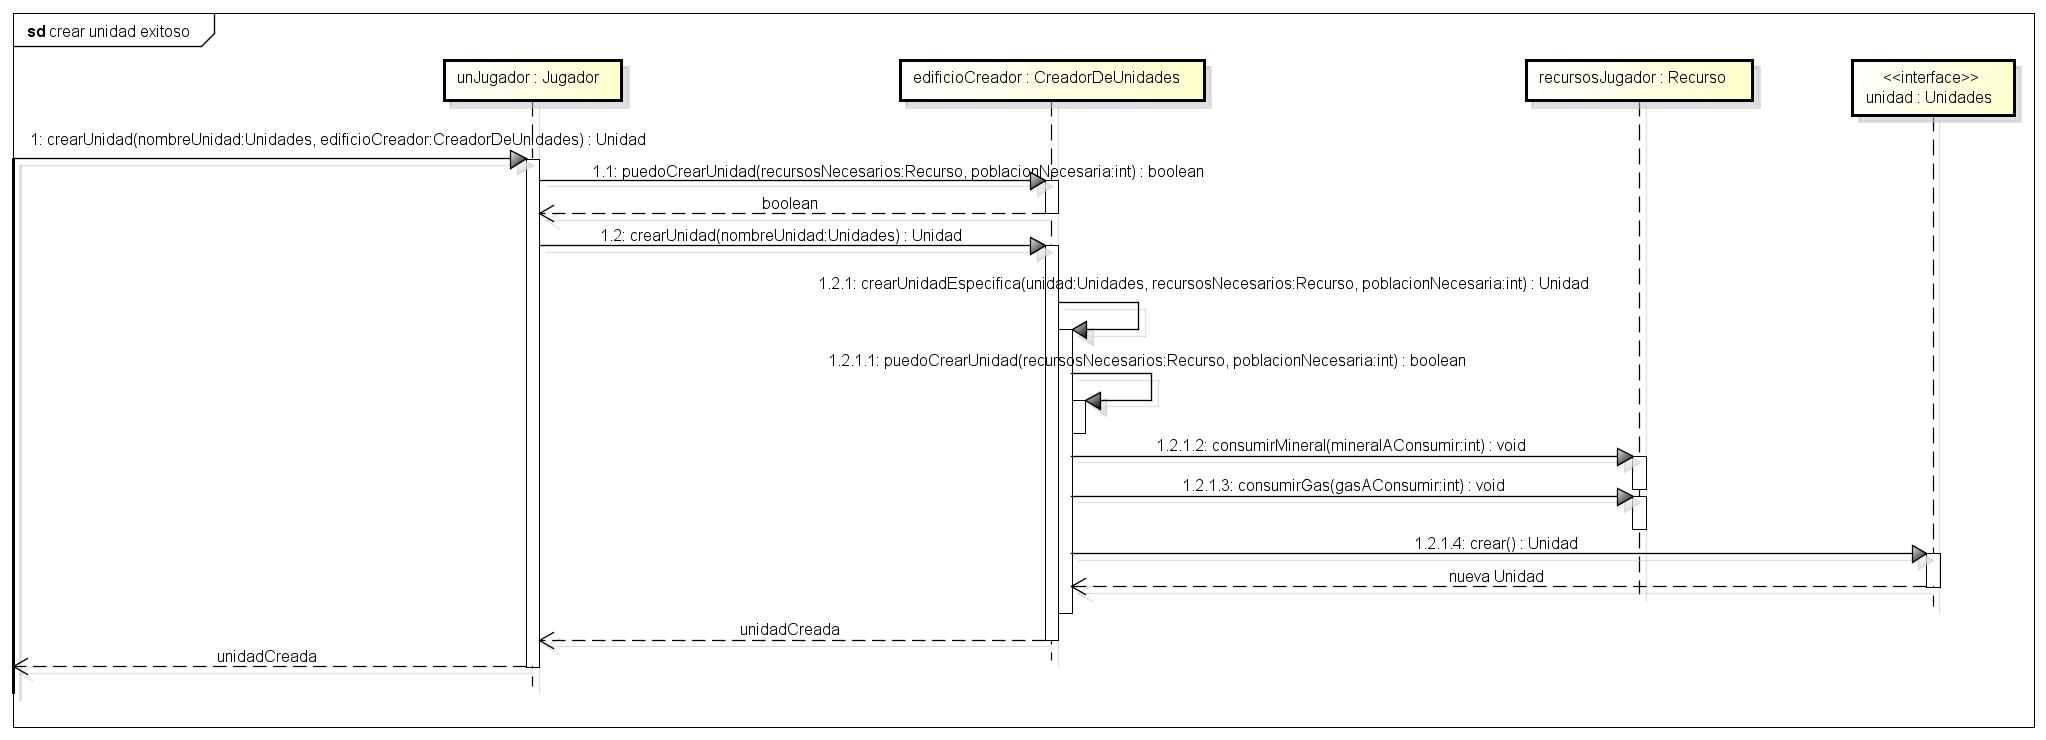 sd crear unidad exitoso
unJugador : Jugador
edificioCreador : CreadorDeUnidades
recursosJugador : Recurso
<<interface>>
unidad : Unidades
1: crearUnidad(nombreUnidad:Unidades, edificioCreador:CreadorDeUnidades) : Unidad
1.1: puedoCrearUnidad(recursosNecesarios:Recurso, poblacionNecesaria:int) : boolean
boolean
1.2: crearUnidad(nombreUnidad:Unidades) : Unidad
1.2.1: crearUnidadEspecifica(unidad:Unidades, recursosNecesarios:Recurso, poblacionNecesaria:int) : Unidad
1.2.1.1: puedoCrearUnidad(recursosNecesarios:Recurso, poblacionNecesaria:int) : boolean
1.2.1.2: consumirMineral(mineralAConsumir:int) : void
1.2.1.3: consumirGas(gasAConsumir:int) : void
1.2.1.4: crear() : Unidad
nueva Unidad
unidadCreada
unidadCreada